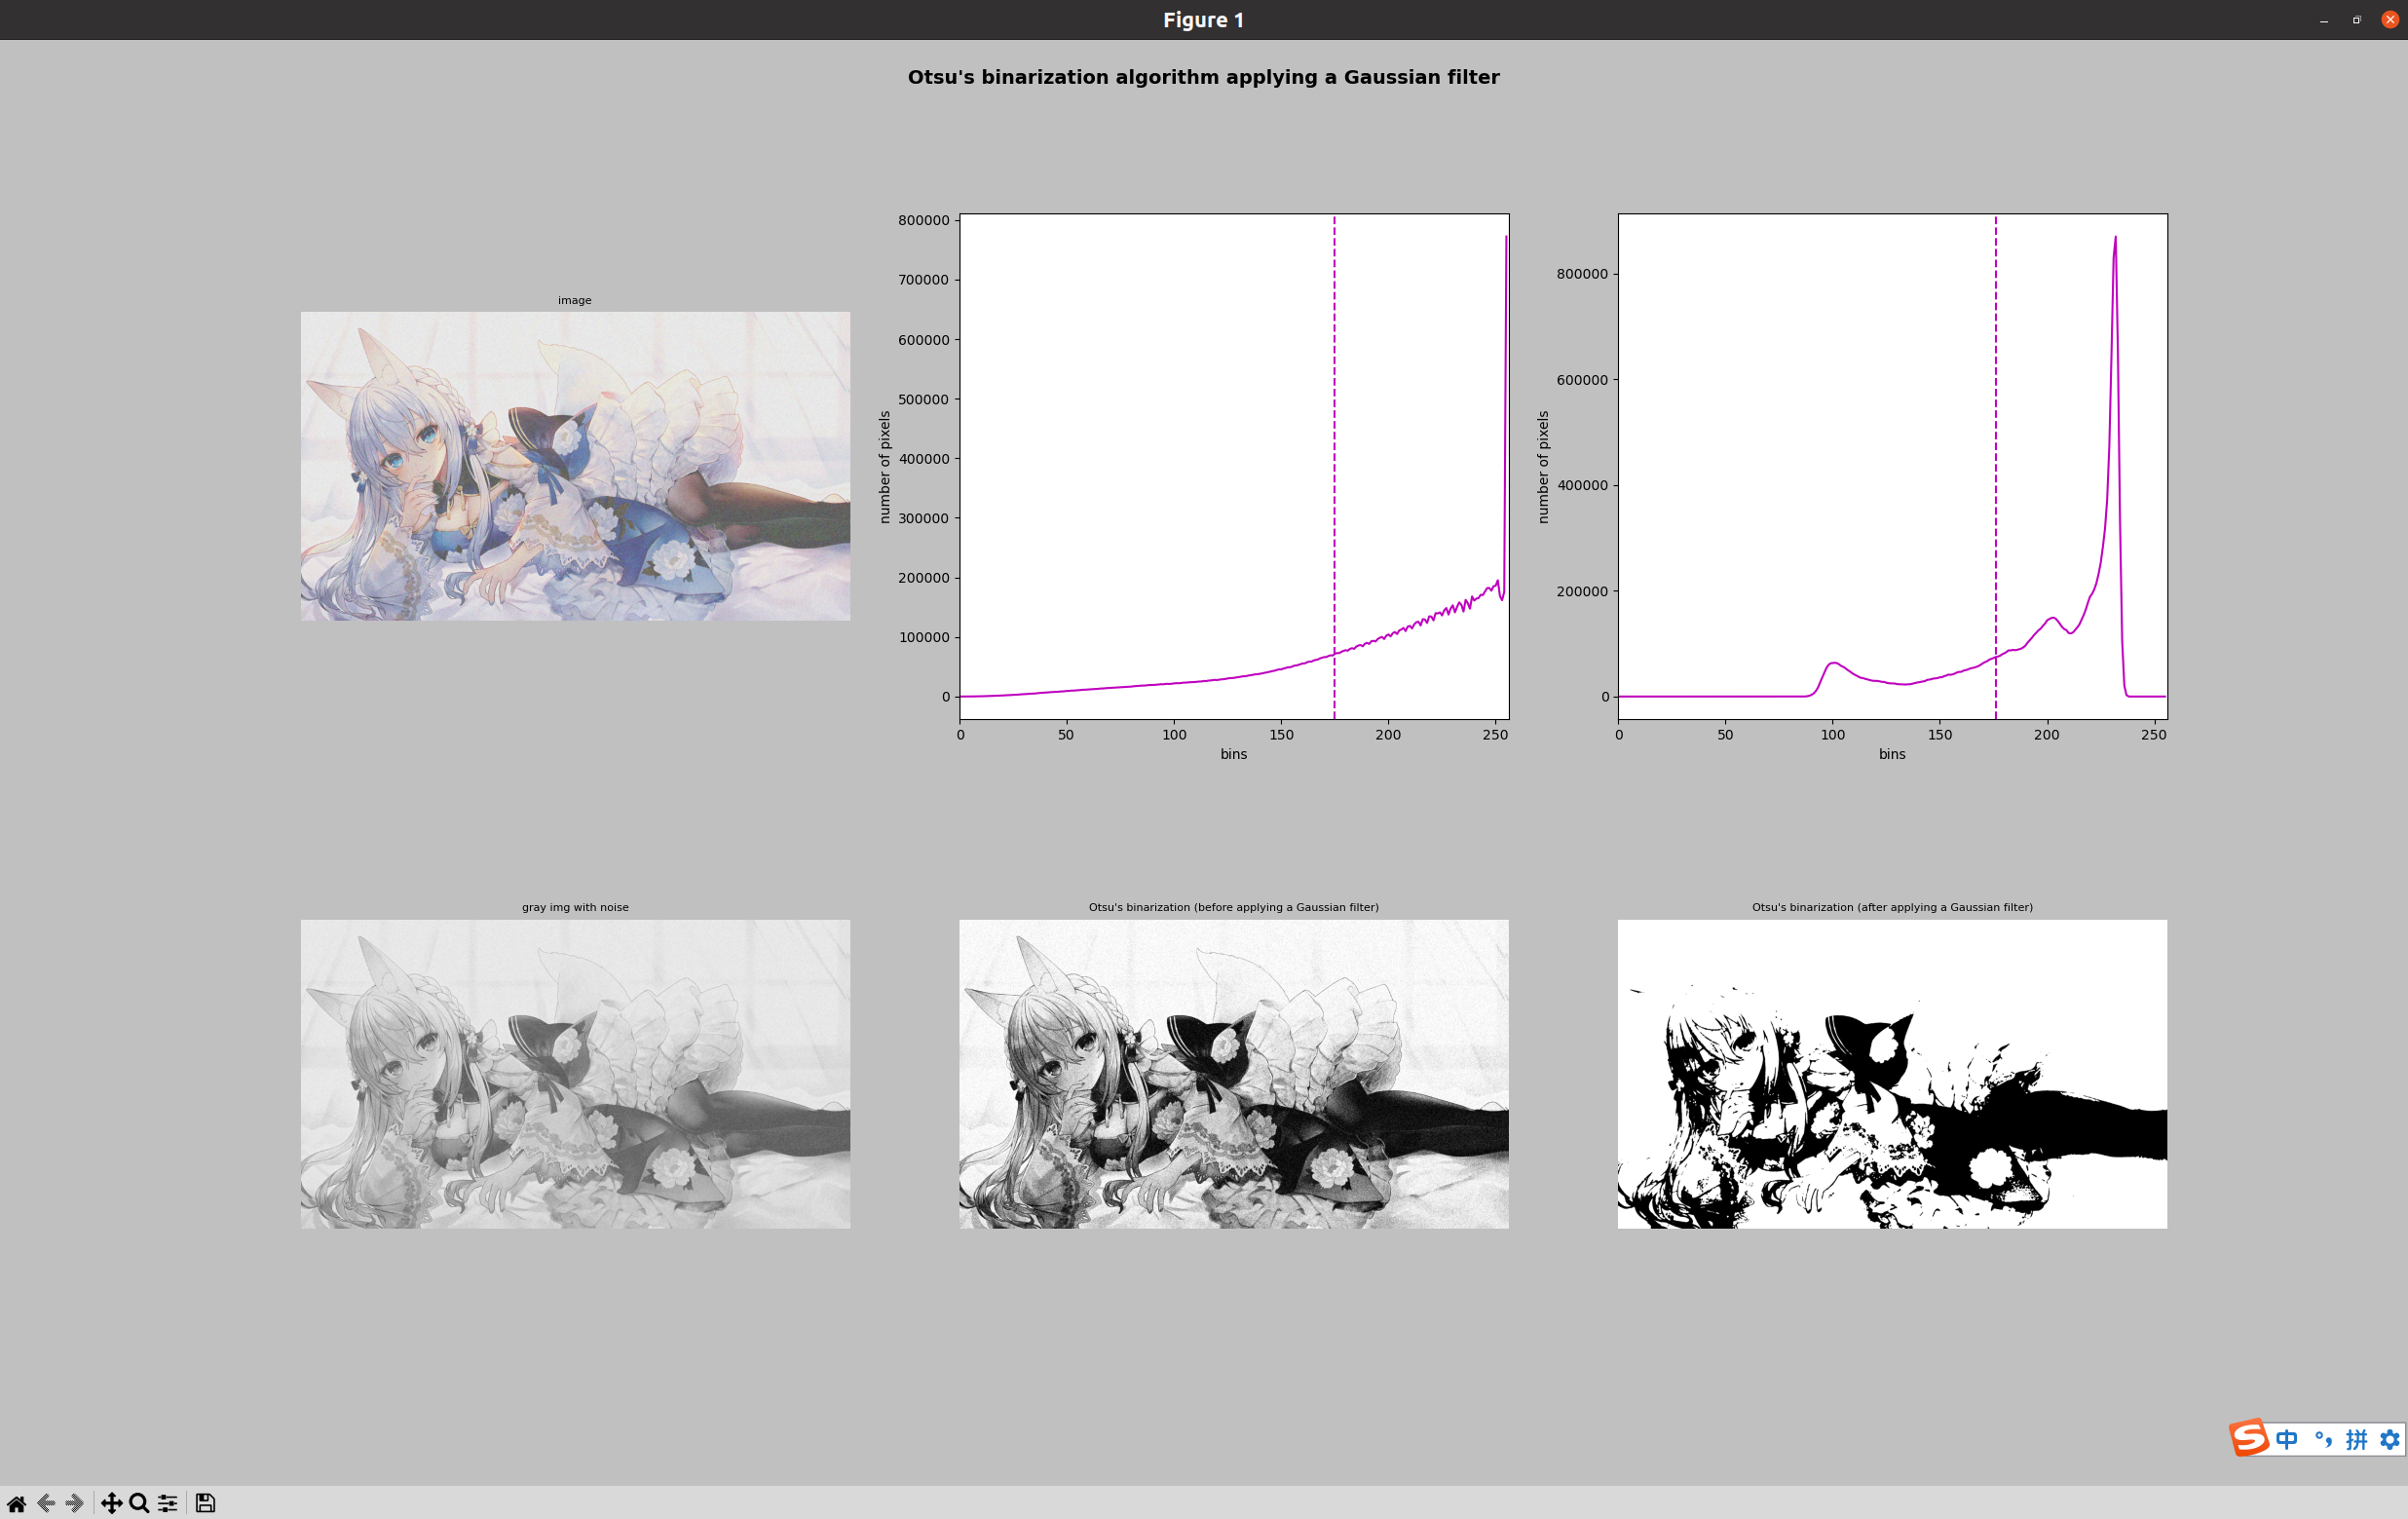 Figure 1
Otsu's binarization algorithm applying a Gaussian filter
image
800000
700000
600000
500000
400000
300000
200000
100000
0
number of pixels
0 50 100 150 200 250
bins
800000
600000
400000
200000
0
number of pixels
0 50 100 150 200 250
bins
gray img with noise
Otsu's binarization (before applying a Gaussian filter)
Otsu's binarization (after applying a Gaussian filter)
S 中 °, 拼